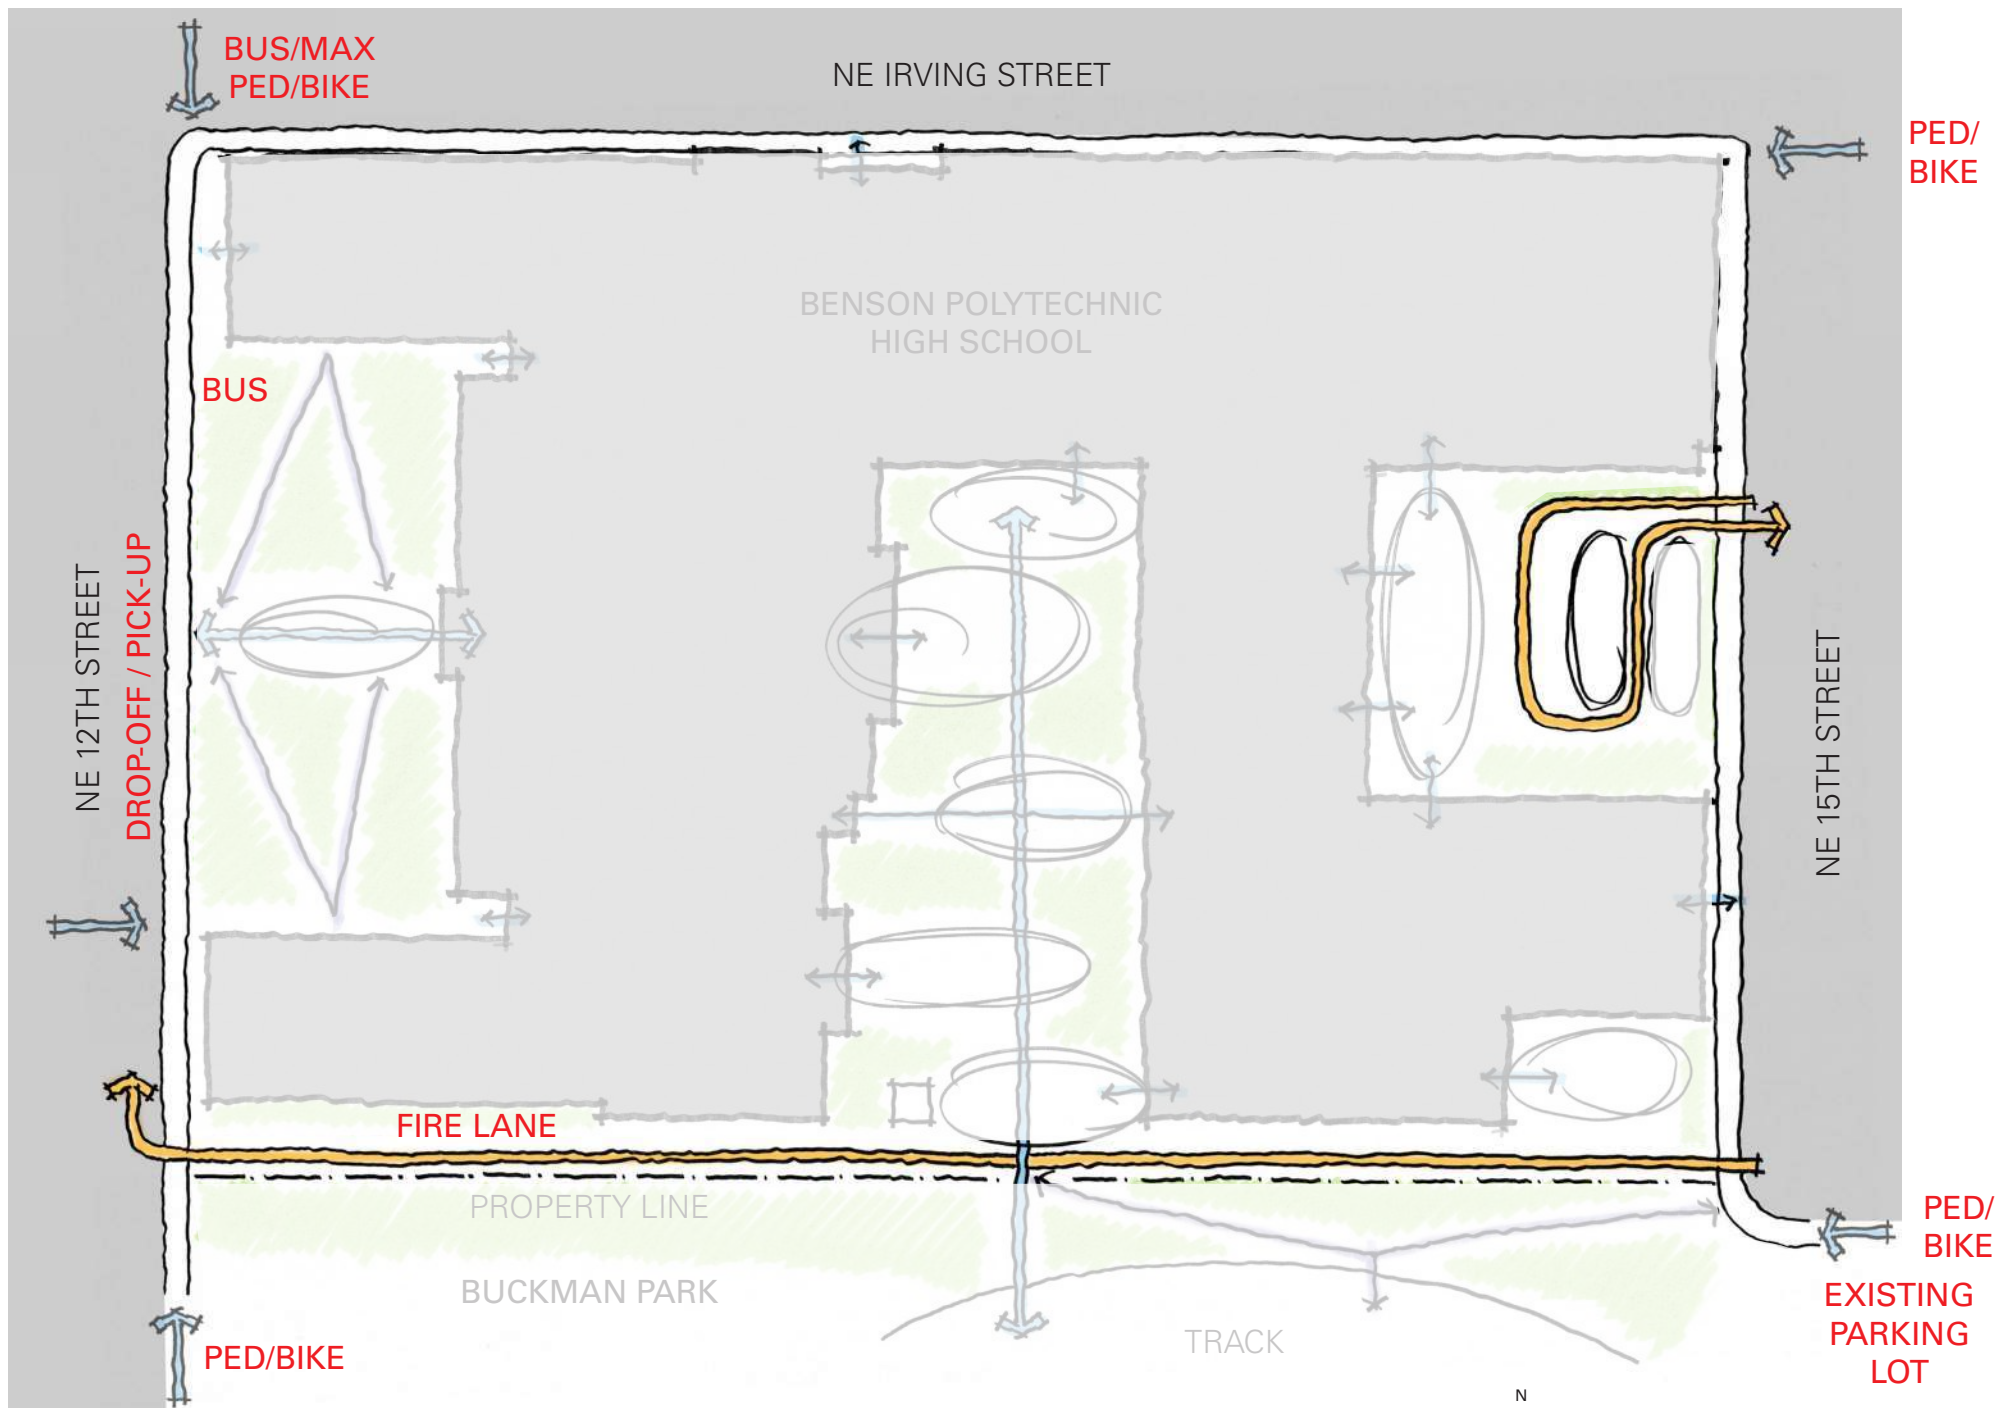 BUS/MAX
PED/BIKE
NE IRVING STREET
PED/
BIKE
BENSON POLYTECHNIC
HIGH SCHOOL
BUS
NE 12TH STREET
DROP-OFF / PICK-UP
NE 15TH STREET
FIRE LANE
PROPERTY LINE
PED/
BIKE
BUCKMAN PARK
EXISTING
PARKING
LOT
TRACK
PED/BIKE
N